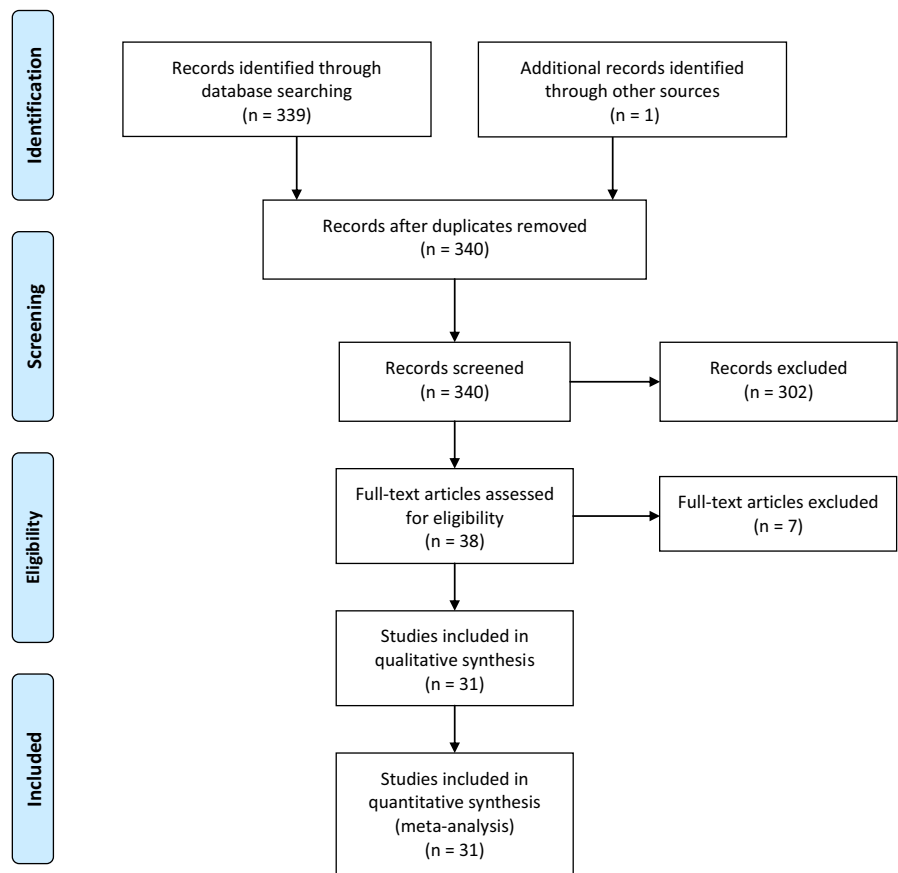 Identification
Records identified through
database searching
(n = 339)
Additional records identified
through other sources
(n = 1)
Records after duplicates removed
(n = 340)
Screening
Records screened
(n = 340)
Records excluded
(n = 302)
Eligibility
Full-text articles assessed
for eligibility
(n = 38)
Full-text articles excluded
(n = 7)
Studies included in
qualitative synthesis
(n = 31)
Included
Studies included in
quantitative synthesis
(meta-analysis)
(n = 31)